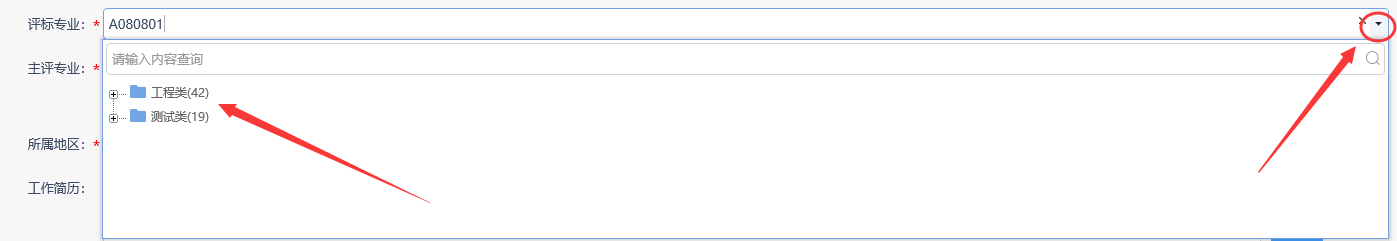 评标专业：* A080801
请输入内容查询
主评专业：*
工程类(42)
测试类(19)
所属地区：*
工作简历：